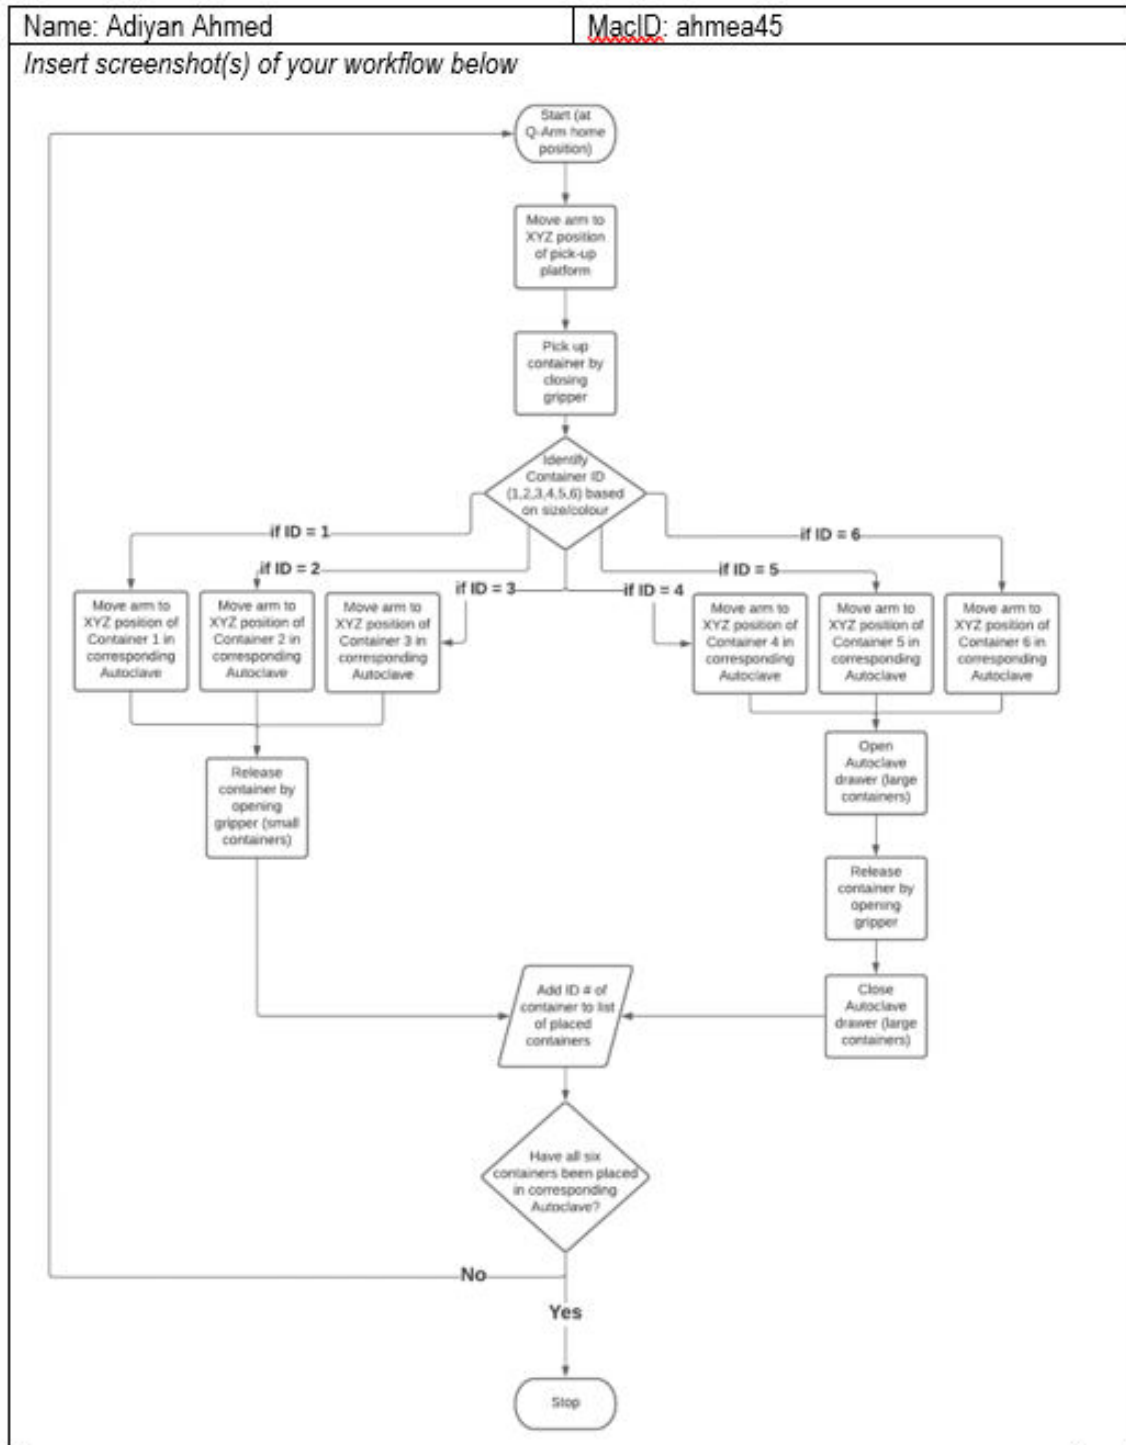 Name: Adiyan Ahmed
MacID: ahmea45
Insert screenshot(s) of your workflow below
Start (at
Q-Arm home
position)
Move arm to
XYZ position
of pick-up
platform
Pick up
container by
closing
gripper
Identify
Container ID
(1,2,3,4,5,6) based
on size/colour
if ID = 1
if ID = 2
if ID = 3
if ID = 4
if ID = 5
if ID = 6
Move arm to
XYZ position of
Container 1 in
corresponding
Autoclave
Move arm to
XYZ position of
Container 2 in
corresponding
Autoclave
Move arm to
XYZ position of
Container 3 in
corresponding
Autoclave
Move arm to
XYZ position of
Container 4 in
corresponding
Autoclave
Move arm to
XYZ position of
Container 5 in
corresponding
Autoclave
Move arm to
XYZ position of
Container 6 in
corresponding
Autoclave
Release
container by
opening
gripper (small
containers)
Open
Autoclave
drawer (large
containers)
Release
container by
opening
gripper
Close
Autoclave
drawer (large
containers)
Add ID # of
container to list
of placed
containers
Have all six
containers been placed
in corresponding
Autoclave?
No
Yes
Stop